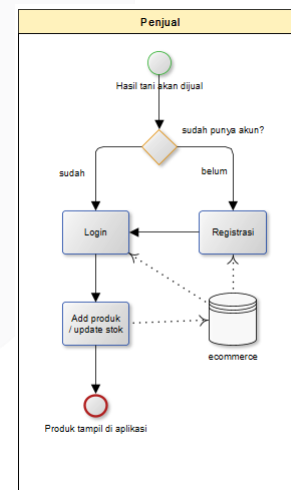 Penjual
Hasil tani akan dijual
sudah punya akun?
sudah
belum
Login
Registrasi
Add produk
/ update stok
ecommerce
Produk tampil di aplikasi